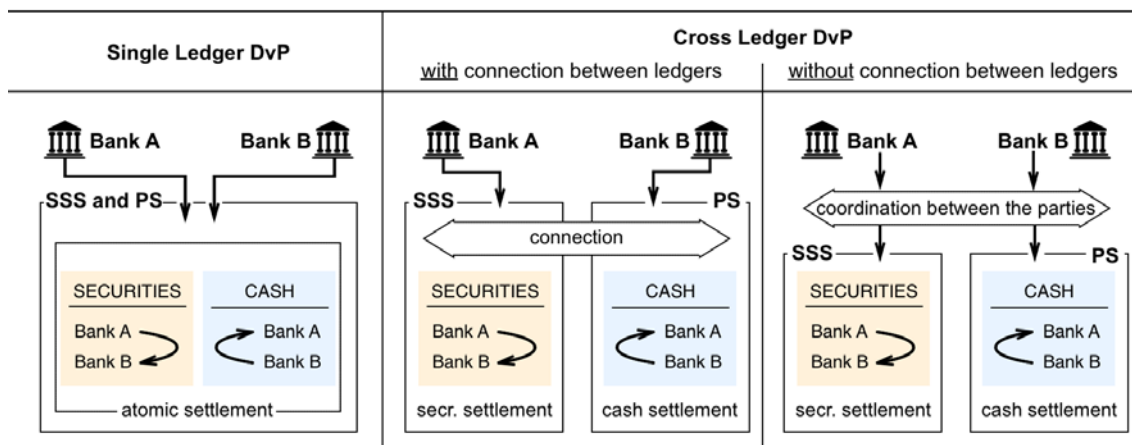 Single Ledger DvP
Cross Ledger DvP
with connection between ledgers
without connection between ledgers
Bank A
Bank B
SSS and PS
SECURITIES
Bank A
Bank B
CASH
Bank A
Bank B
atomic settlement
Bank A
Bank B
SSS
PS
connection
SECURITIES
Bank A
Bank B
CASH
Bank A
Bank B
secr. settlement
cash settlement
Bank A
Bank B
coordination between the parties
SSS
PS
SECURITIES
Bank A
Bank B
CASH
Bank A
Bank B
secr. settlement
cash settlement